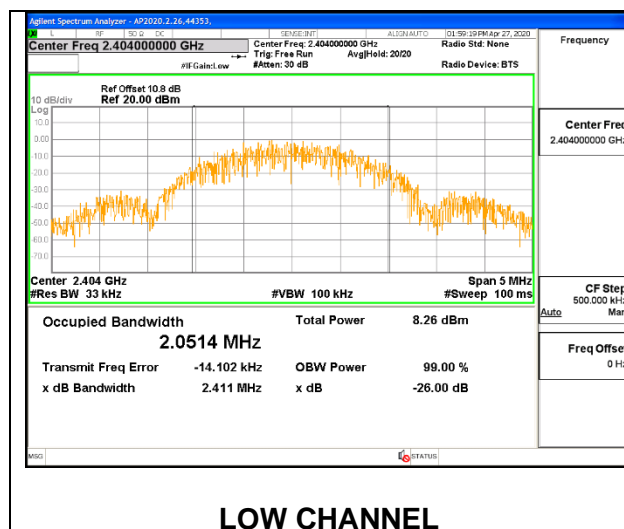 Agilent Spectrum Analyzer - AP2020.2.26,44353,
L RF 50 Ω DC SENSE:INT ALIGN AUTO 01:59:19 PM Apr 27, 2020
Center Freq 2.404000000 GHz Center Freq: 2.404000000 GHz Radio Std: None Frequency
Trig: Free Run Avg|Hold: 20/20
#IFGain:Low #Atten: 30 dB Radio Device: BTS
Ref Offset 10.8 dB
10 dB/div Ref 20.00 dBm
Log
10.0
0.00
-10.0
-20.0
-30.0
-40.0
-50.0
-60.0
-70.0
Center Freq
2.404000000 GHz
Center 2.404 GHz Span 5 MHz
#Res BW 33 kHz #VBW 100 kHz #Sweep 100 ms
CF Step
500.000 kHz
Auto Man
Occupied Bandwidth Total Power 8.26 dBm
2.0514 MHz
Transmit Freq Error -14.102 kHz OBW Power 99.00 %
x dB Bandwidth 2.411 MHz x dB -26.00 dB
Freq Offset
0 Hz
MSG STATUS
LOW CHANNEL